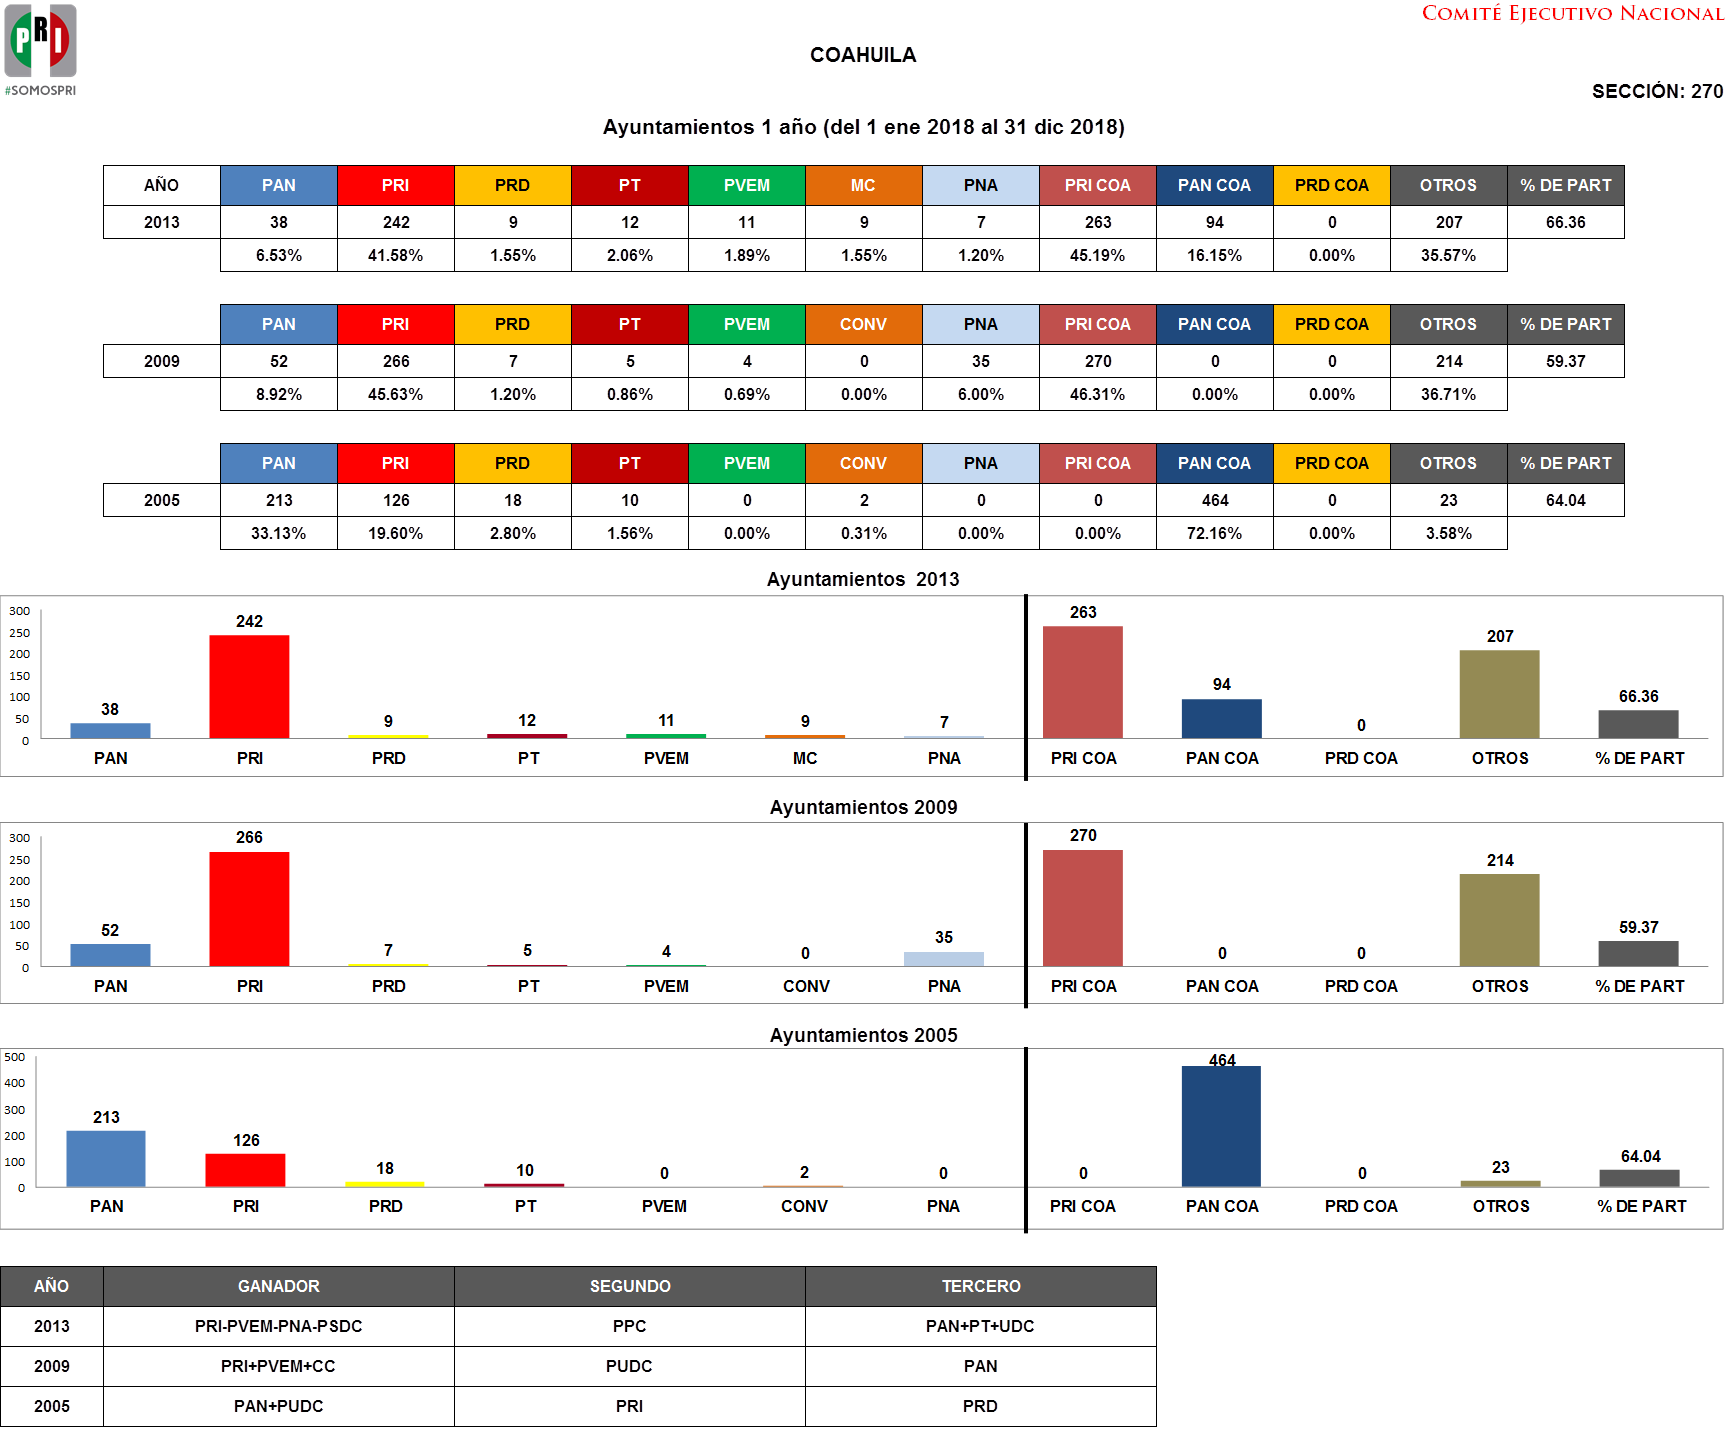 COMITÉ EJECUTIVO NACIONAL
PRI
#SOMOSPRI
COAHUILA
SECCIÓN: 270
Ayuntamientos 1 año (del 1 ene 2018 al 31 dic 2018)
AÑO PAN PRI PRD PT PVEM MC PNA PRI COA PAN COA PRD COA OTROS % DE PART
2013 38 242 9 12 11 9 7 263 94 0 207 66.36
6.53% 41.58% 1.55% 2.06% 1.89% 1.55% 1.20% 45.19% 16.15% 0.00% 35.57%
PAN PRI PRD PT PVEM CONV PNA PRI COA PAN COA PRD COA OTROS % DE PART
2009 52 266 7 5 4 0 35 270 0 0 214 59.37
8.92% 45.63% 1.20% 0.86% 0.69% 0.00% 6.00% 46.31% 0.00% 0.00% 36.71%
PAN PRI PRD PT PVEM CONV PNA PRI COA PAN COA PRD COA OTROS % DE PART
2005 213 126 18 10 0 2 0 0 464 0 23 64.04
33.13% 19.60% 2.80% 1.56% 0.00% 0.31% 0.00% 0.00% 72.16% 0.00% 3.58%
Ayuntamientos 2013
300
250
200
150
100
50
0
38 242 9 12 11 9 7 263 94 0 207 66.36
PAN PRI PRD PT PVEM MC PNA PRI COA PAN COA PRD COA OTROS % DE PART
Ayuntamientos 2009
300
250
200
150
100
50
0
52 266 7 5 4 0 35 270 0 0 214 59.37
PAN PRI PRD PT PVEM CONV PNA PRI COA PAN COA PRD COA OTROS % DE PART
Ayuntamientos 2005
500
400
300
200
100
0
213 126 18 10 0 2 0 0 464 0 23 64.04
PAN PRI PRD PT PVEM CONV PNA PRI COA PAN COA PRD COA OTROS % DE PART
AÑO GANADOR SEGUNDO TERCERO
2013 PRI-PVEM-PNA-PSDC PPC PAN+PT+UDC
2009 PRI+PVEM+CC PUDC PAN
2005 PAN+PUDC PRI PRD